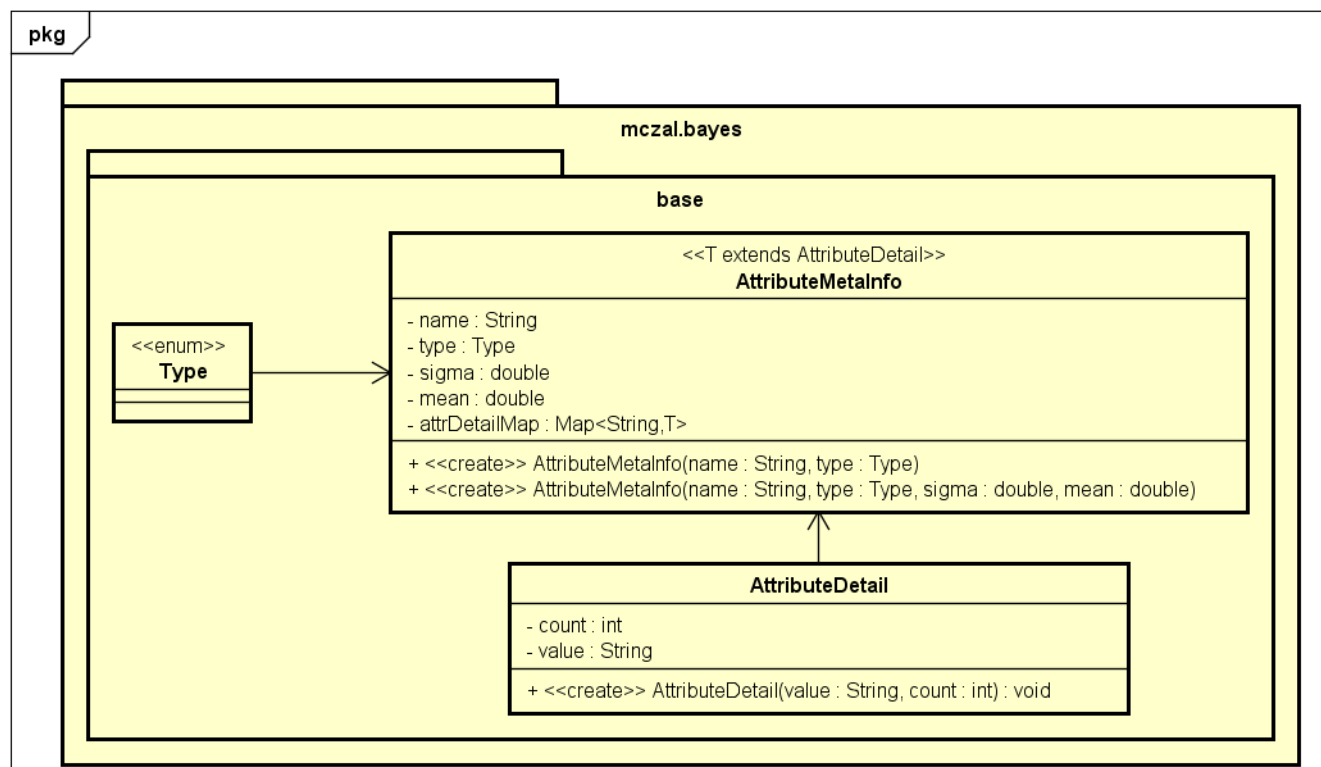 pkg
mczal.bayes
base
<<T extends AttributeDetail>>
AttributeMetaInfo
- name : String
- type : Type
- sigma : double
- mean : double
- attrDetailMap : Map<String,T>
+ <<create>> AttributeMetaInfo(name : String, type : Type)
+ <<create>> AttributeMetaInfo(name : String, type : Type, sigma : double, mean : double)
<<enum>>
Type
AttributeDetail
- count : int
- value : String
+ <<create>> AttributeDetail(value : String, count : int) : void